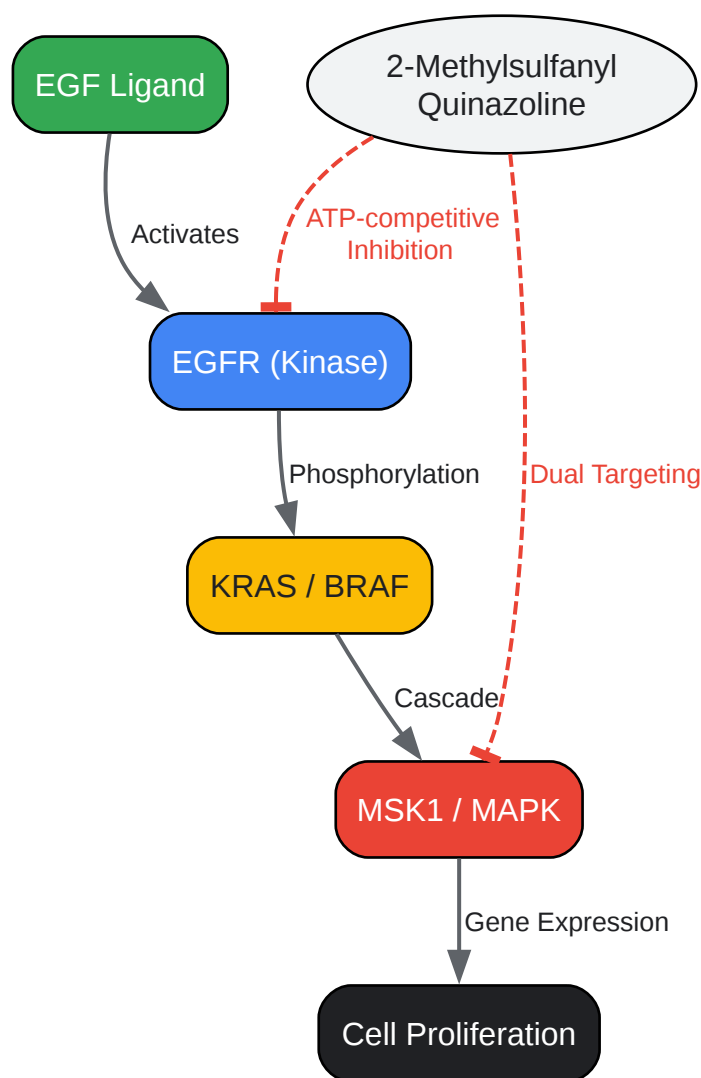 EGF Ligand
2-Methylsulfanyl
Quinazoline
Activates
ATP-competitive
Inhibition
EGFR (Kinase)
Phosphorylation
Dual Targeting
KRAS / BRAF
Cascade
MSK1 / MAPK
Gene Expression
Cell Proliferation